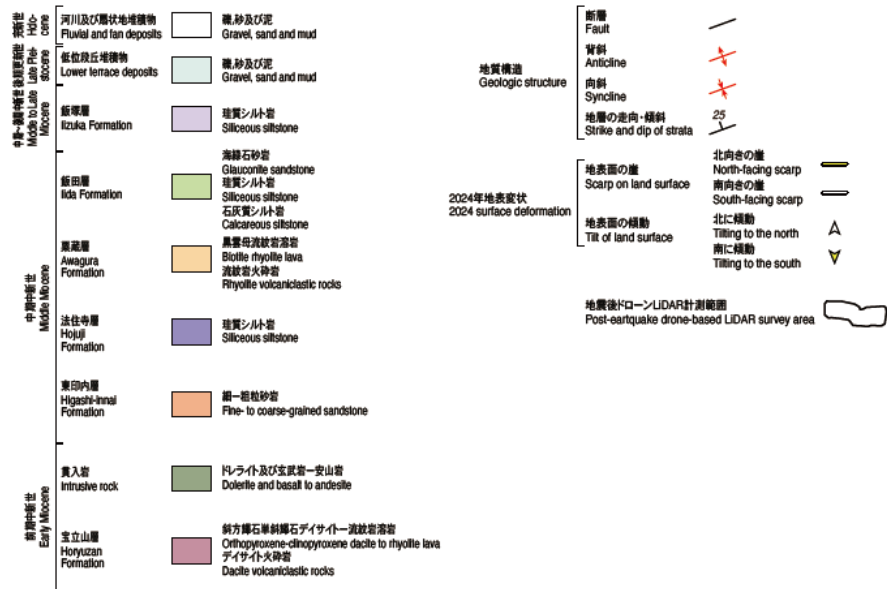 完新世
Holocene
河川及び扇状地堆積物
Fluvial and fan deposits
礫,砂及び泥
Gravel, sand and mud
後期更新世
Late Pleistocene
低位段丘堆積物
Lower terrace deposits
礫,砂及び泥
Gravel, sand and mud
中期〜後期中新世
Middle to Late
Miocene
飯塚層
Iizuka Formation
珪質シルト岩
Siliceous siltstone
中期中新世
Middle Miocene
飯田層
Iida Formation
海緑石砂岩
Glauconite sandstone
珪質シルト岩
Siliceous siltstone
石灰質シルト岩
Calcareous siltstone
粟蔵層
Awagura
Formation
黒雲母流紋岩溶岩
Biotite rhyolite lava
流紋岩火砕岩
Rhyolite volcaniclastic rocks
法住寺層
Hojuji
Formation
珪質シルト岩
Siliceous siltstone
東印内層
Higashi-innai
Formation
細ー粗粒砂岩
Fine- to coarse-grained sandstone
前期中新世
Early Miocene
貫入岩
Intrusive rock
ドレライト及び玄武岩ー安山岩
Dolerite and basalt to andesite
宝立山層
Horyuzan
Formation
斜方輝石単斜輝石デイサイトー流紋岩溶岩
Orthopyroxene-clinopyroxene dacite to rhyolite lava
デイサイト火砕岩
Dacite volcaniclastic rocks
地質構造
Geologic structure
断層
Fault
背斜
Anticline
向斜
Syncline
地層の走向・傾斜
Strike and dip of strata
25
2024年地表変状
2024 surface deformation
地表面の崖
Scarp on land surface
北向きの崖
North-facing scarp
南向きの崖
South-facing scarp
地表面の傾動
Tilt of land surface
北に傾動
Tilting to the north
南に傾動
Tilting to the south
地震後ドローンLiDAR計測範囲
Post-eartquake drone-based LiDAR survey area